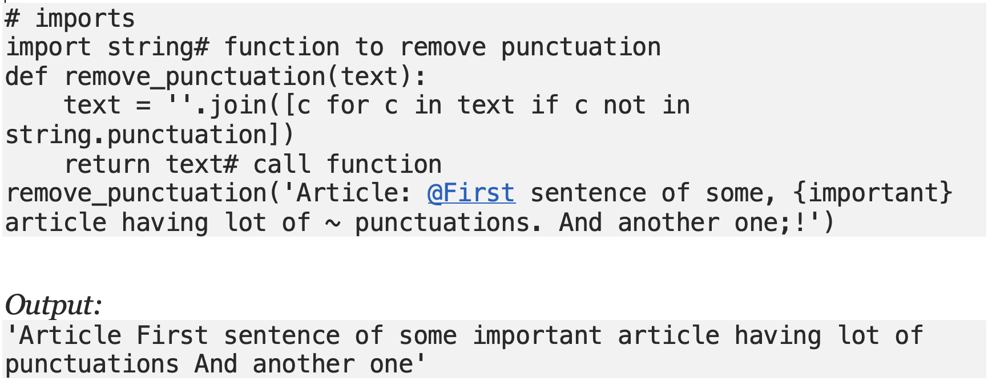 # imports
import string# function to remove punctuation
def remove_punctuation(text):
    text = ''.join([c for c in text if c not in
string.punctuation])
    return text# call function
remove_punctuation('Article: @First sentence of some, {important}
article having lot of ~ punctuations. And another one;!')
Output:
'Article First sentence of some important article having lot of
punctuations And another one'